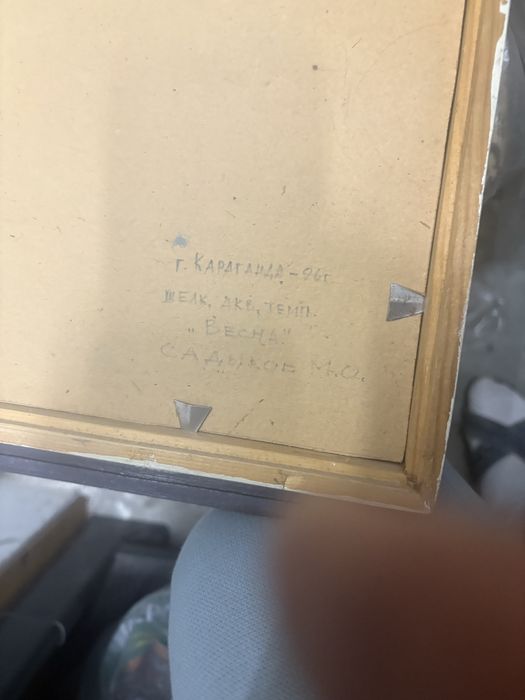 г. КАРАГАНДА - 96г.
ШЕЛК, АКВ, ТЕМП.
„ВЕСНА"
САДЫКОВ М.О.